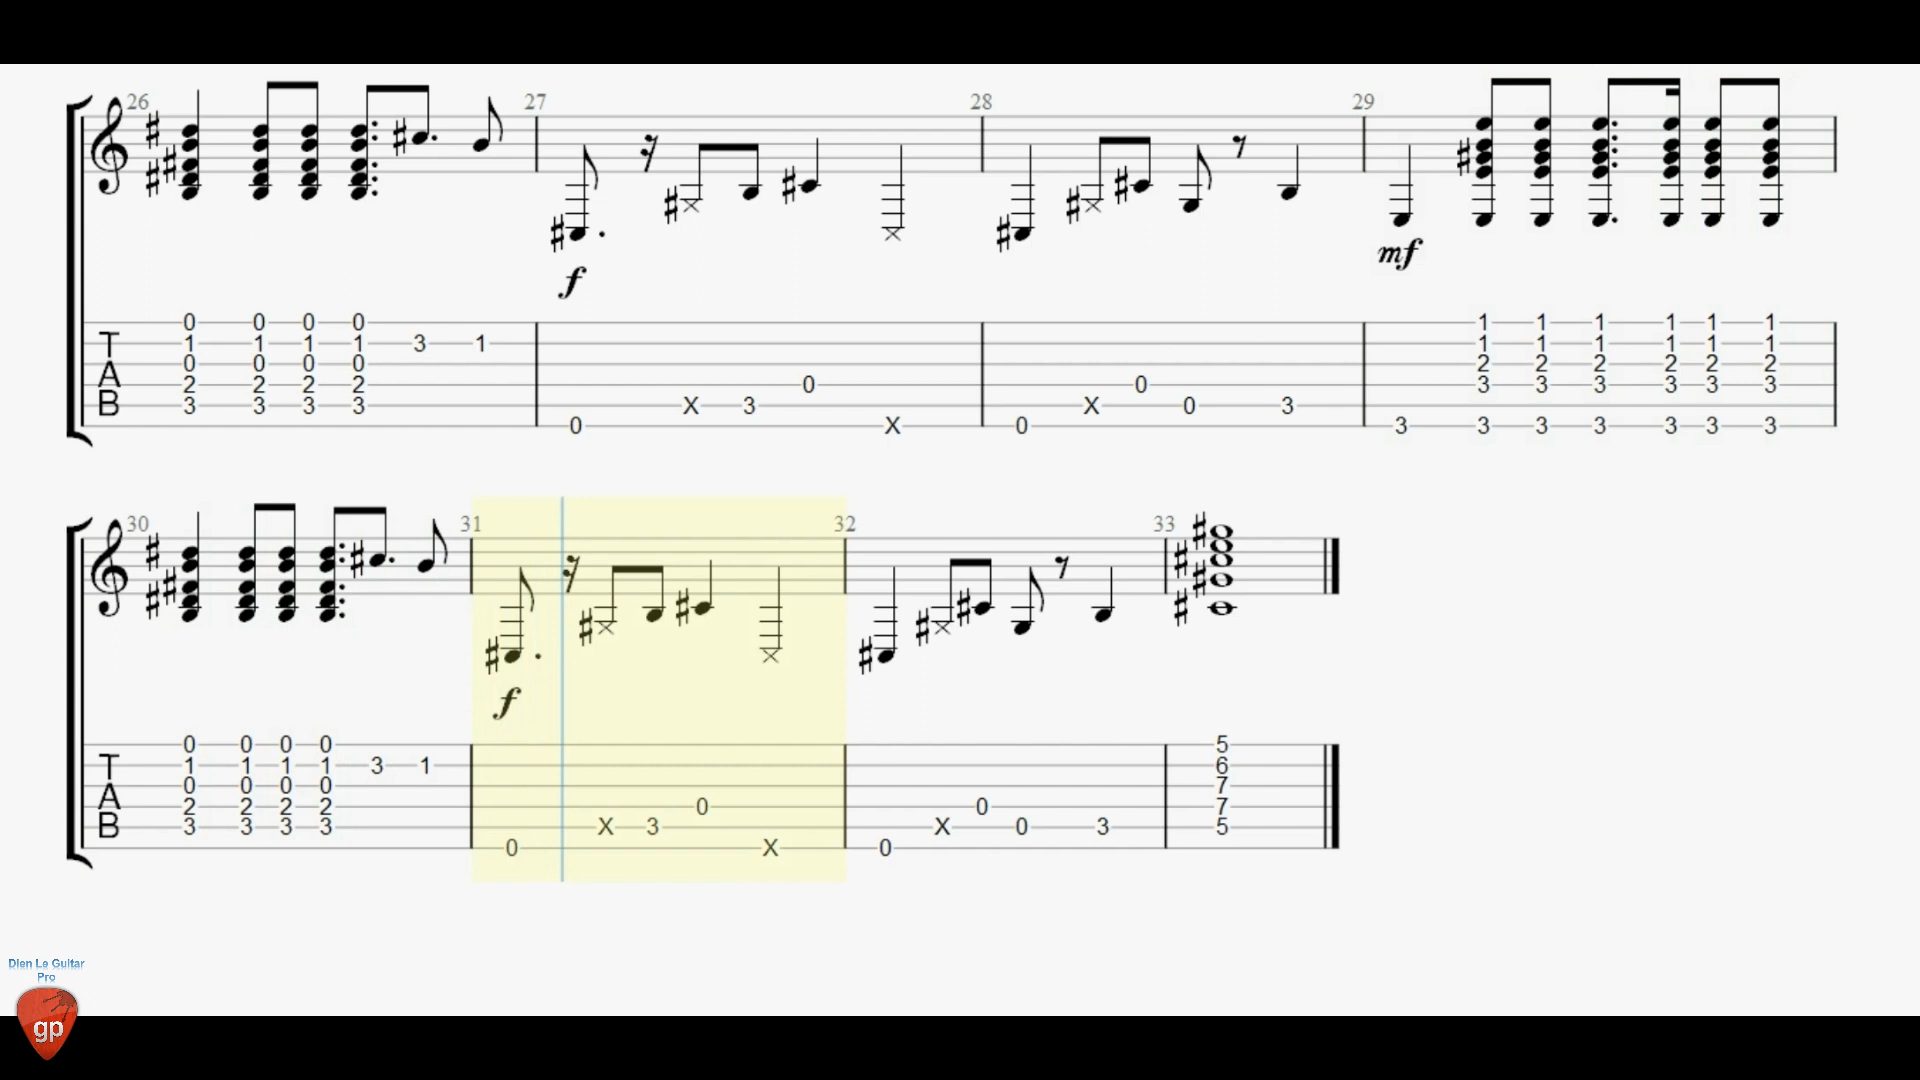 26 27 28 29
f mf
0 0 0 0 1 1 1 1 1 1
T 1 1 1 1 3 1 1 1 1 1 1 1
0 0 0 0 2 2 2 2 2 2
A 2 2 2 2 0 0 3 3 3 3 3 3
B 3 3 3 3 X 3 X 0 3
0 X 0 3 3 3 3 3 3 3
30 31 32 33
f
0 0 0 0 5
T 1 1 1 1 3 1 6
0 0 0 0 7
A 2 2 2 2 0 0 7
B 3 3 3 3 X 3 X 0 3 5
0 X 0
Dien Le Guitar
Pro
gp